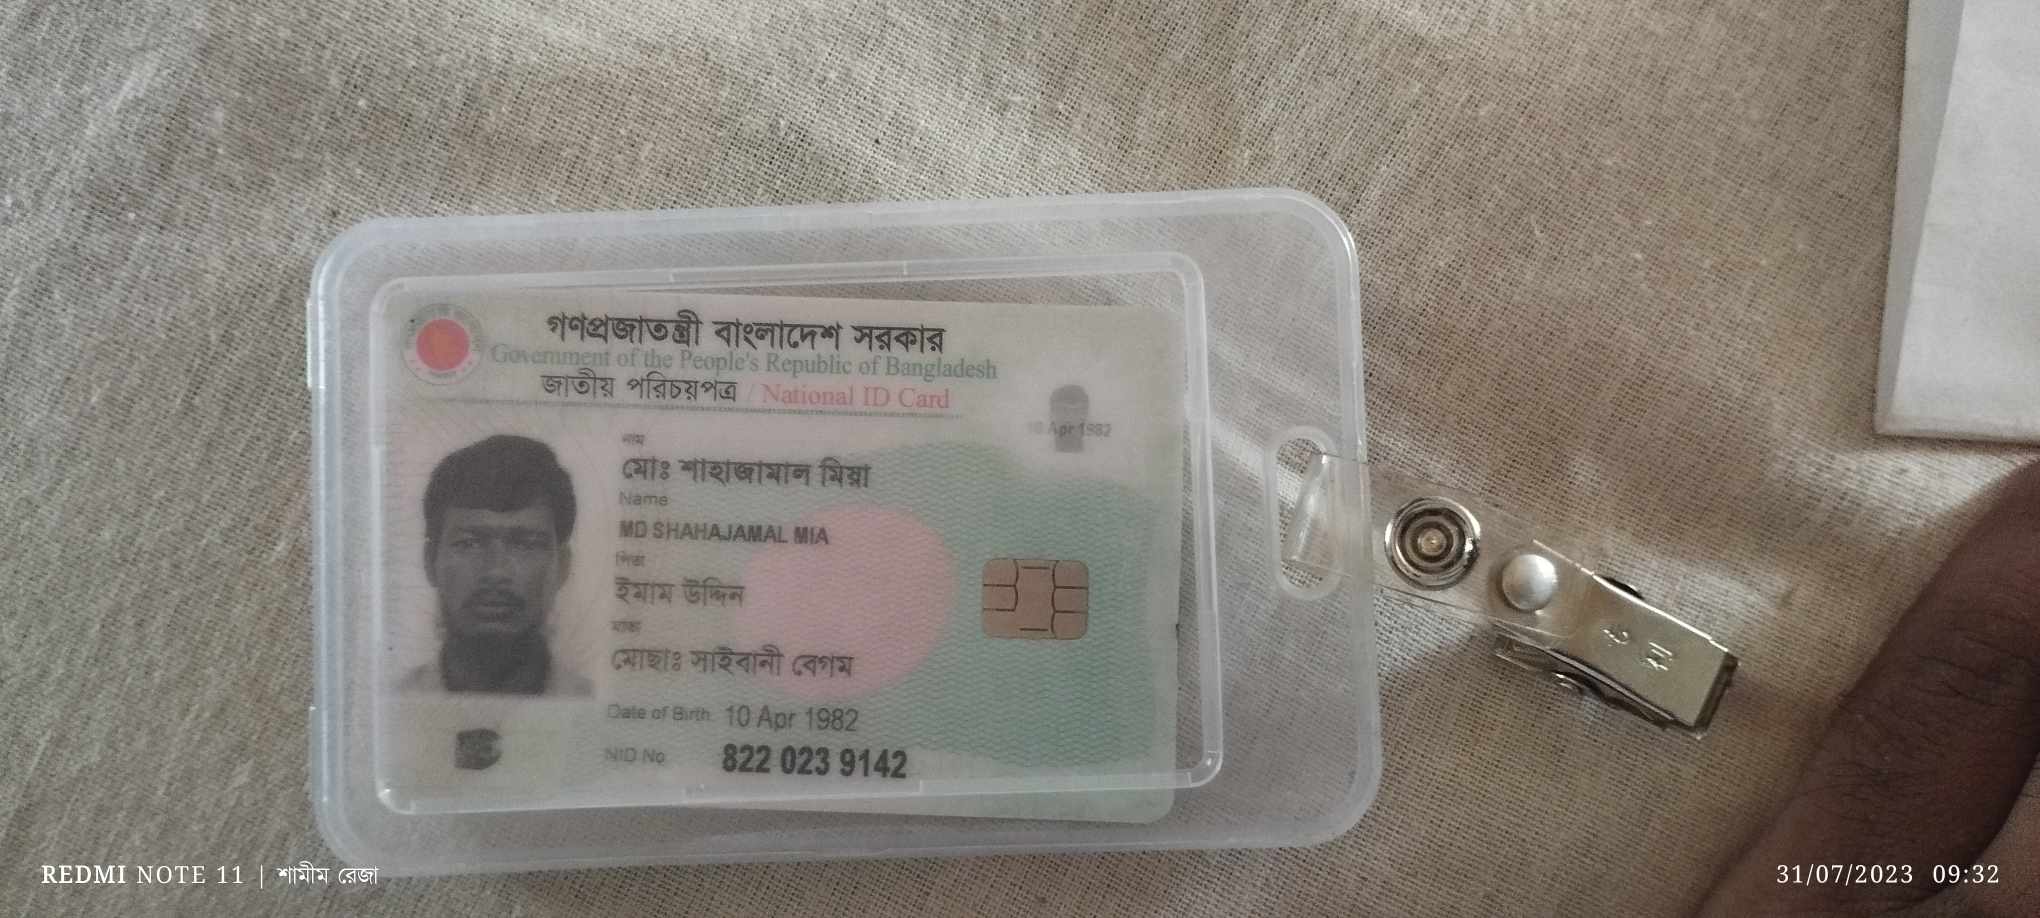 গণপ্রজাতন্ত্রী বাংলাদেশ সরকার
Government of the People's Republic of Bangladesh
জাতীয় পরিচয়পত্র / National ID Card
10 Apr 1982
নাম
মোঃ শাহাজামাল মিয়া
Name
MD SHAHAJAMAL MIA
পিতা
ইমাম উদ্দিন
মাতা
মোছাঃ সাইবানী বেগম
Date of Birth 10 Apr 1982
NID No 822 023 9142
REDMI NOTE 11 | শামীম রেজা
31/07/2023 09:32